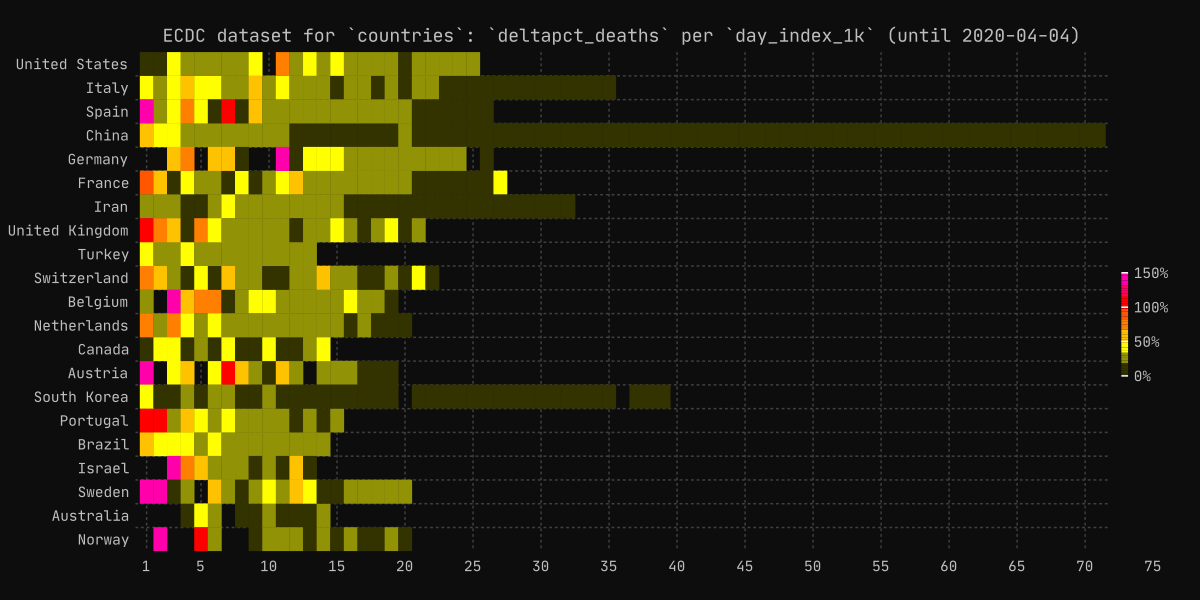 ECDC dataset for `countries`: `deltapct_deaths` per `day_index_1k` (until 2020-04-04)
United States
Italy
Spain
China
Germany
France
Iran
United Kingdom
Turkey
Switzerland
Belgium
Netherlands
Canada
Austria
South Korea
Portugal
Brazil
Israel
Sweden
Australia
Norway
150%
100%
50%
0%
1 5 10 15 20 25 30 35 40 45 50 55 60 65 70 75